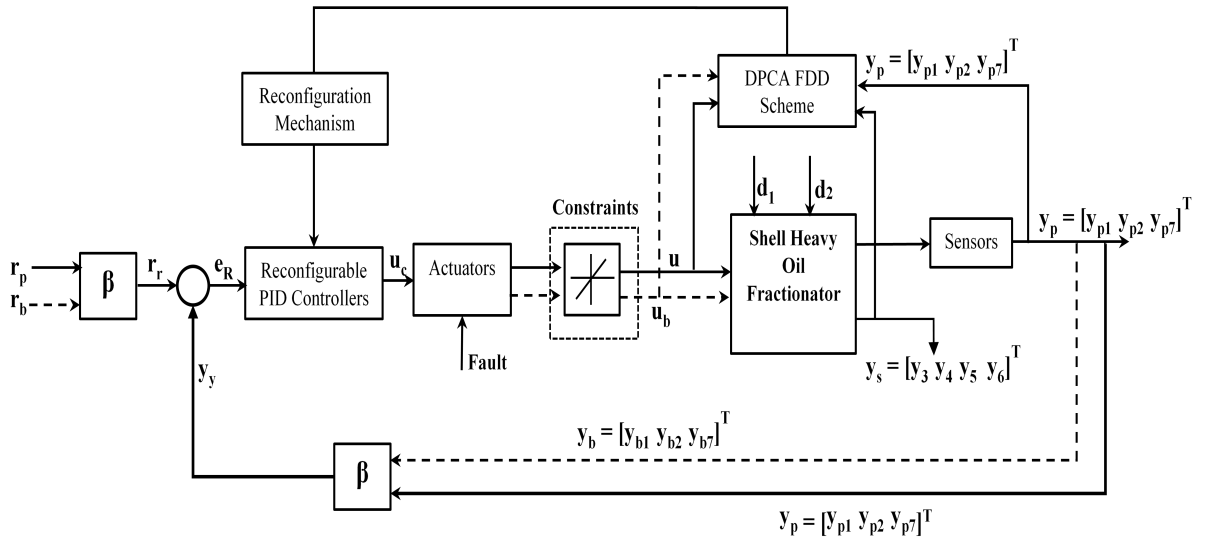 Reconfiguration
Mechanism
DPCA FDD
Scheme
y_p = [y_p1 y_p2 y_p7]^T
d_1
d_2
Constraints
r_p
r_b
β
r_r
e_R
Reconfigurable
PID Controllers
u_c
Actuators
Fault
u
u_b
Shell Heavy
Oil
Fractionator
Sensors
y_p = [y_p1 y_p2 y_p7]^T
y_s = [y_3 y_4 y_5 y_6]^T
y_y
y_b = [y_b1 y_b2 y_b7]^T
β
y_p = [y_p1 y_p2 y_p7]^T